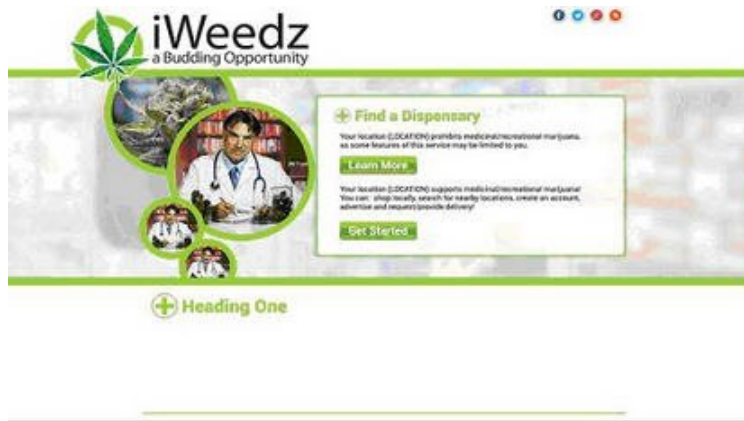 iWeedz
a Budding Opportunity
Find a Dispensary
Your location (LOCATION) prohibits medicinal/recreational marijuana,
so some features of this service may be limited to you.
Learn More
Your location (LOCATION) supports medicinal/recreational marijuana!
You can: shop locally, search for nearby locations, create an account,
advertise and request/provide delivery!
Get Started
Heading One